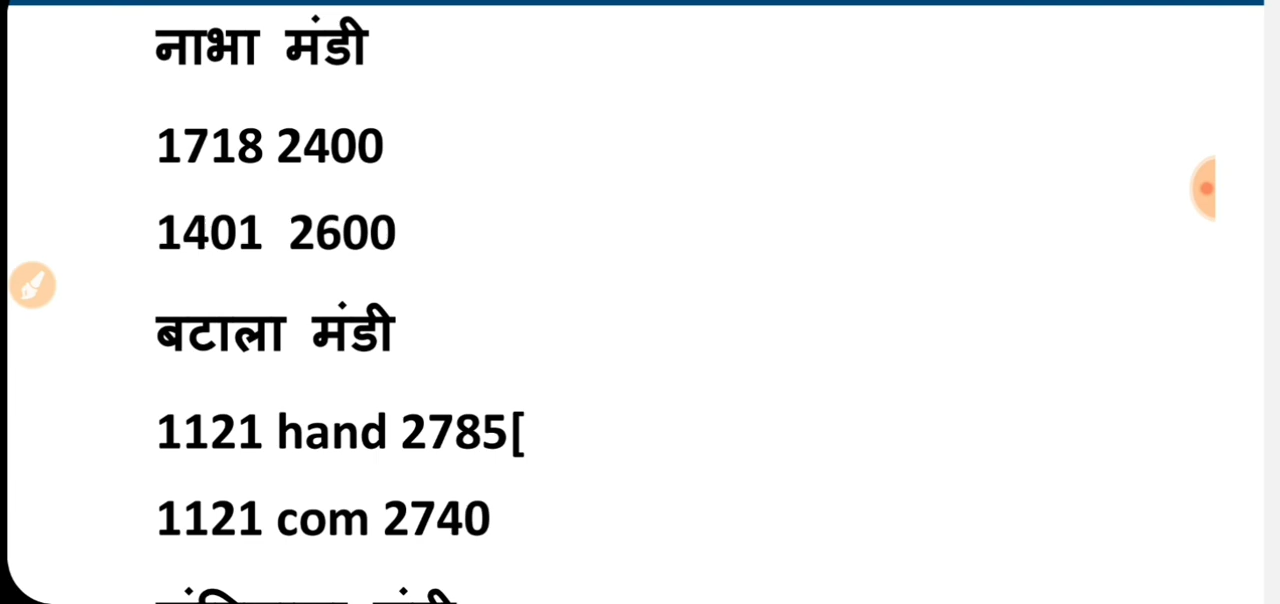 नाभा मंडी
1718 2400
1401 2600
बटाला मंडी
1121 hand 2785[
1121 com 2740